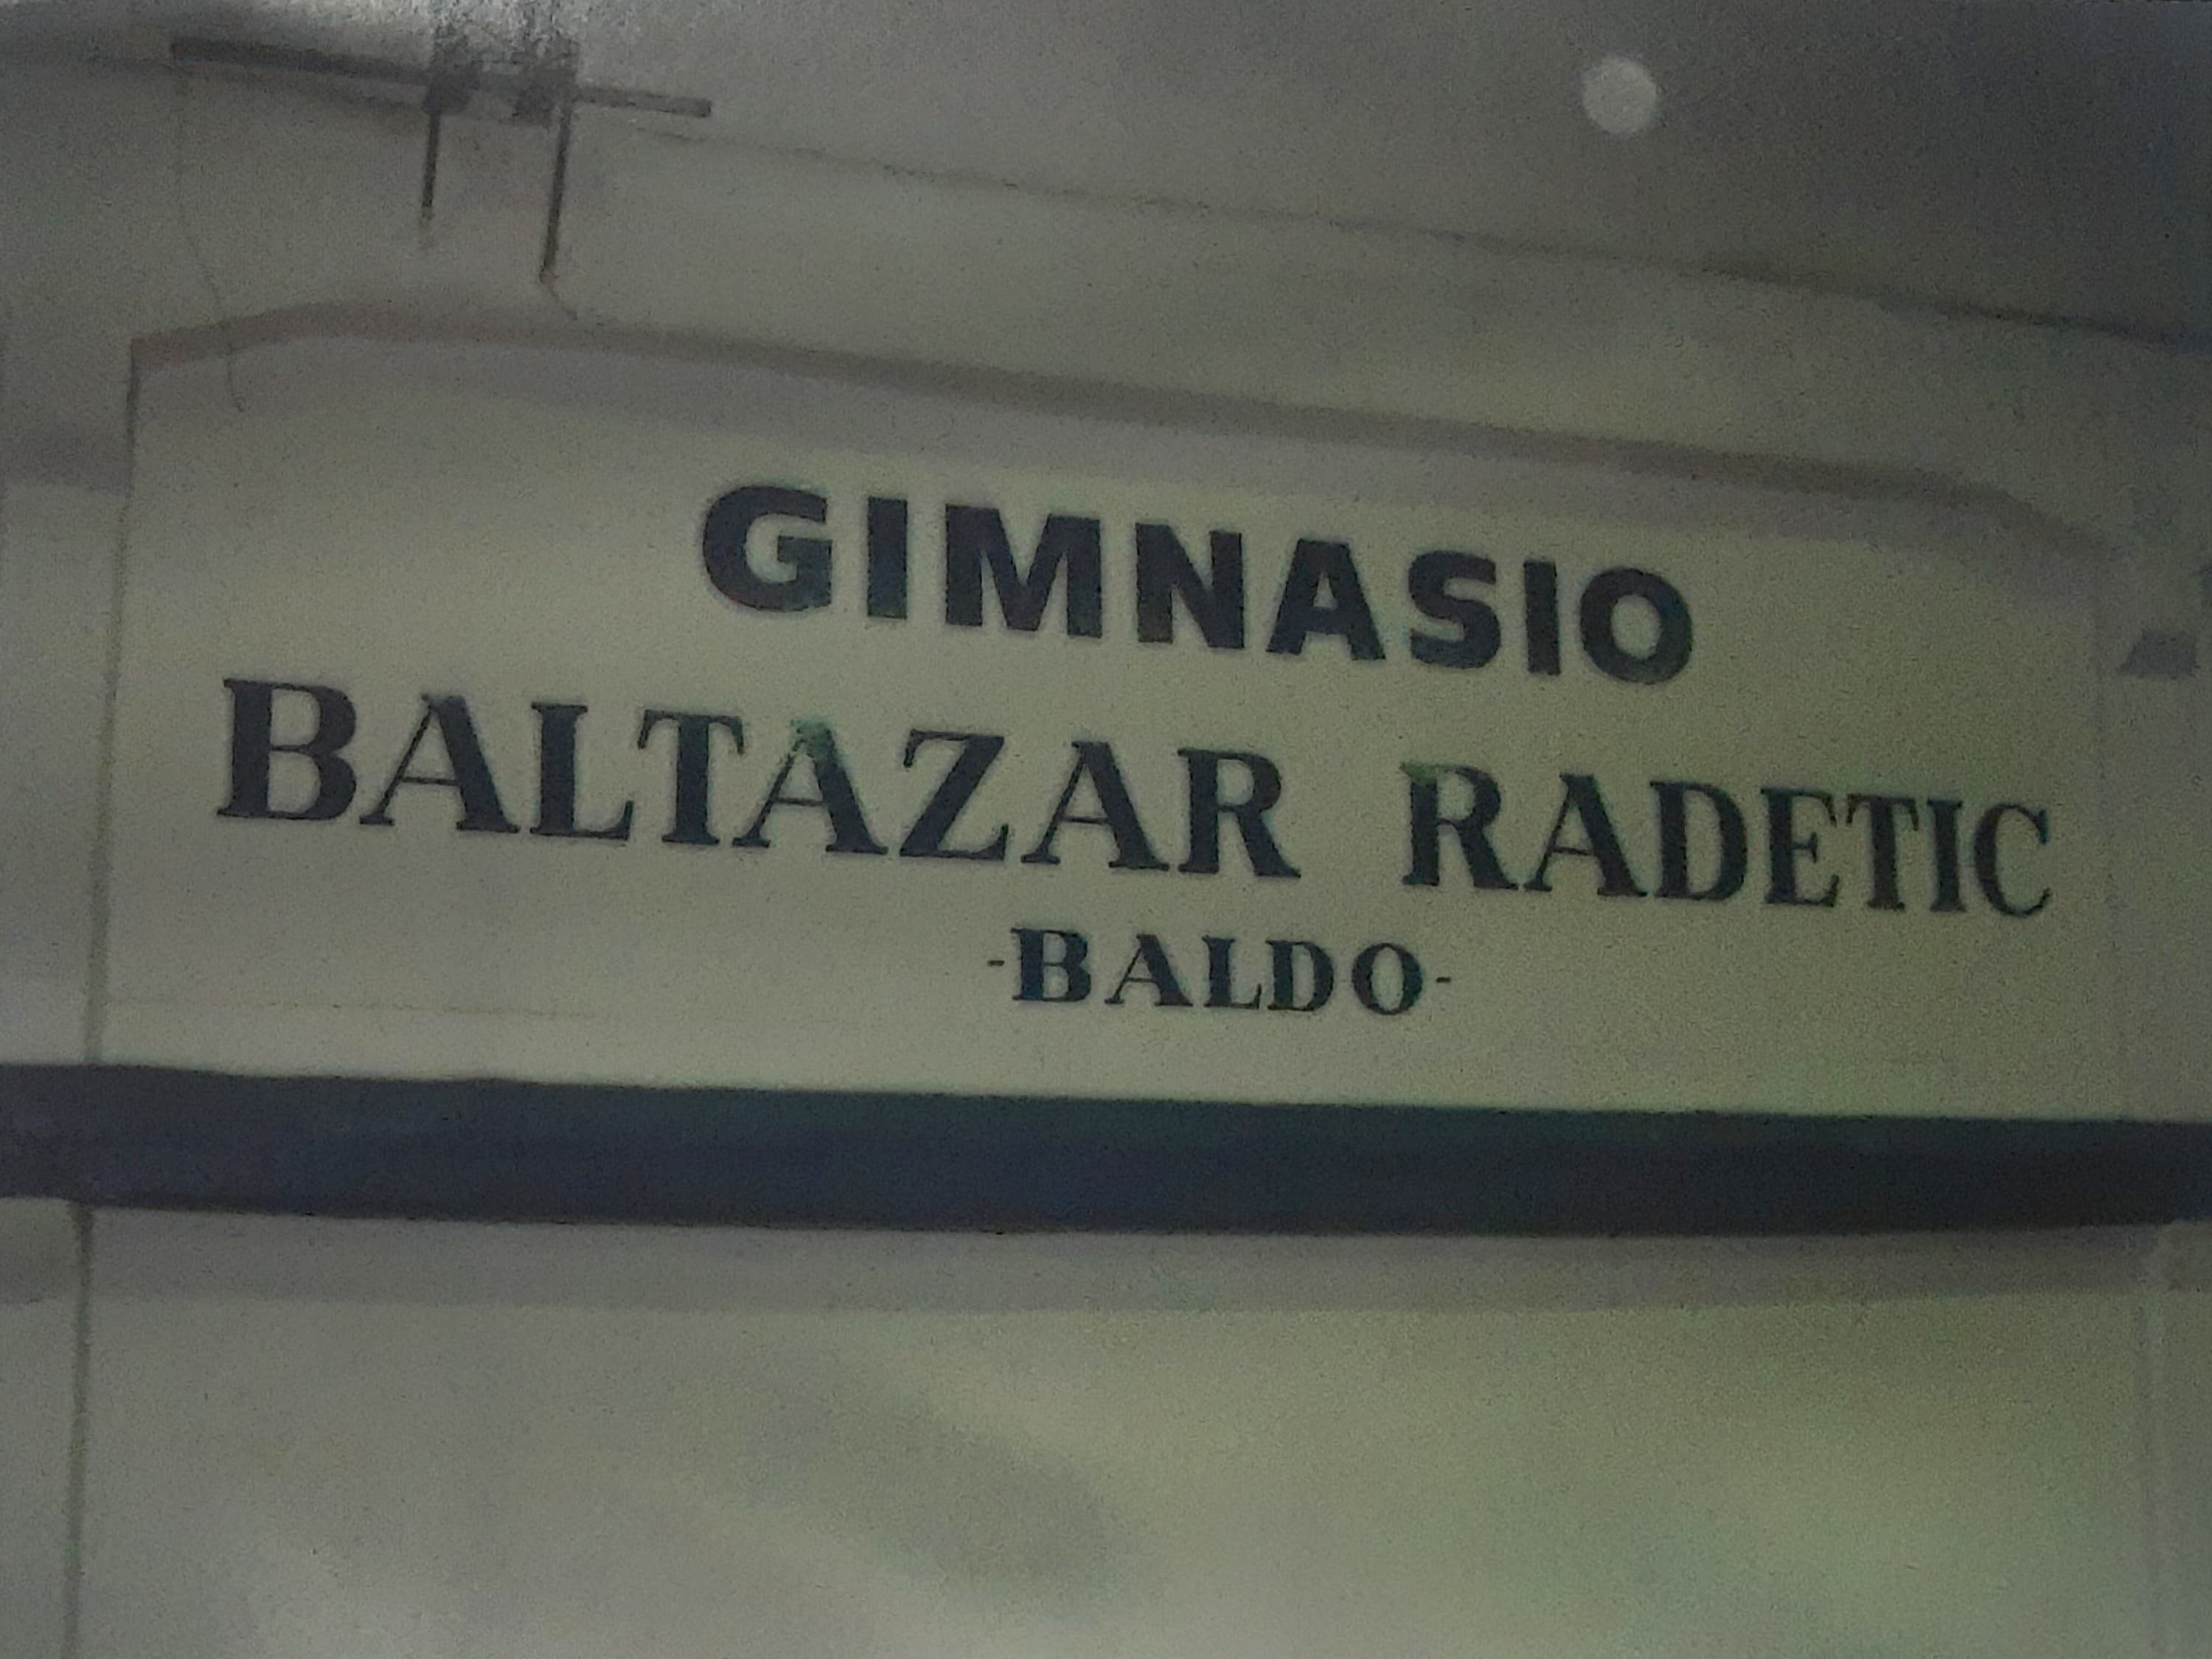 GIMNASIO
BALTAZAR RADETIC
-BALDO-